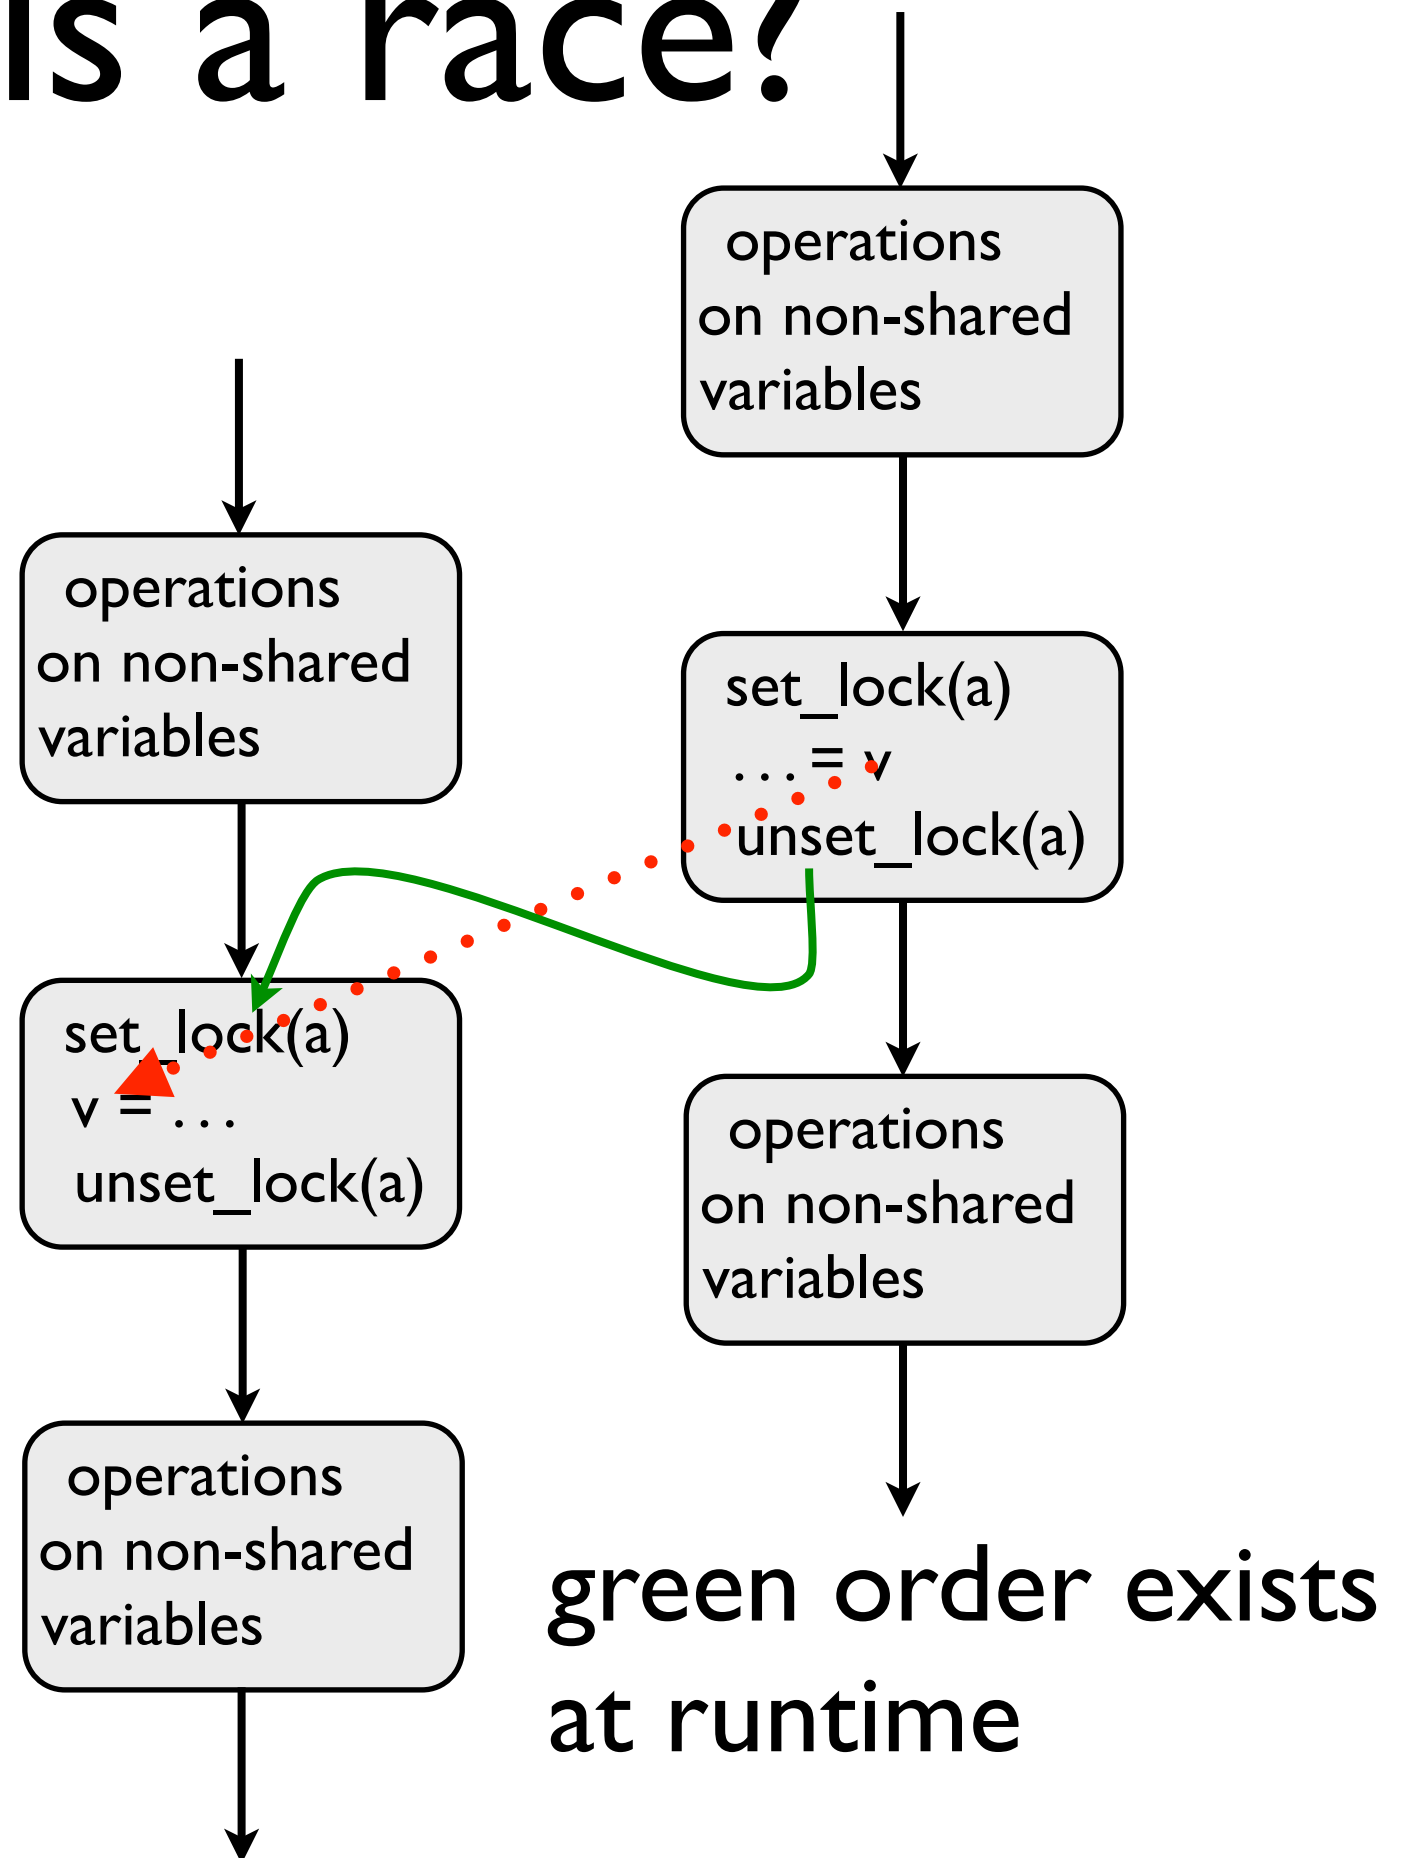 is a race?
operations
on non-shared
variables
operations
on non-shared
variables
set_lock(a)
. . . = v
unset_lock(a)
set_lock(a)
v = . . .
unset_lock(a)
operations
on non-shared
variables
operations
on non-shared
variables
green order exists
at runtime